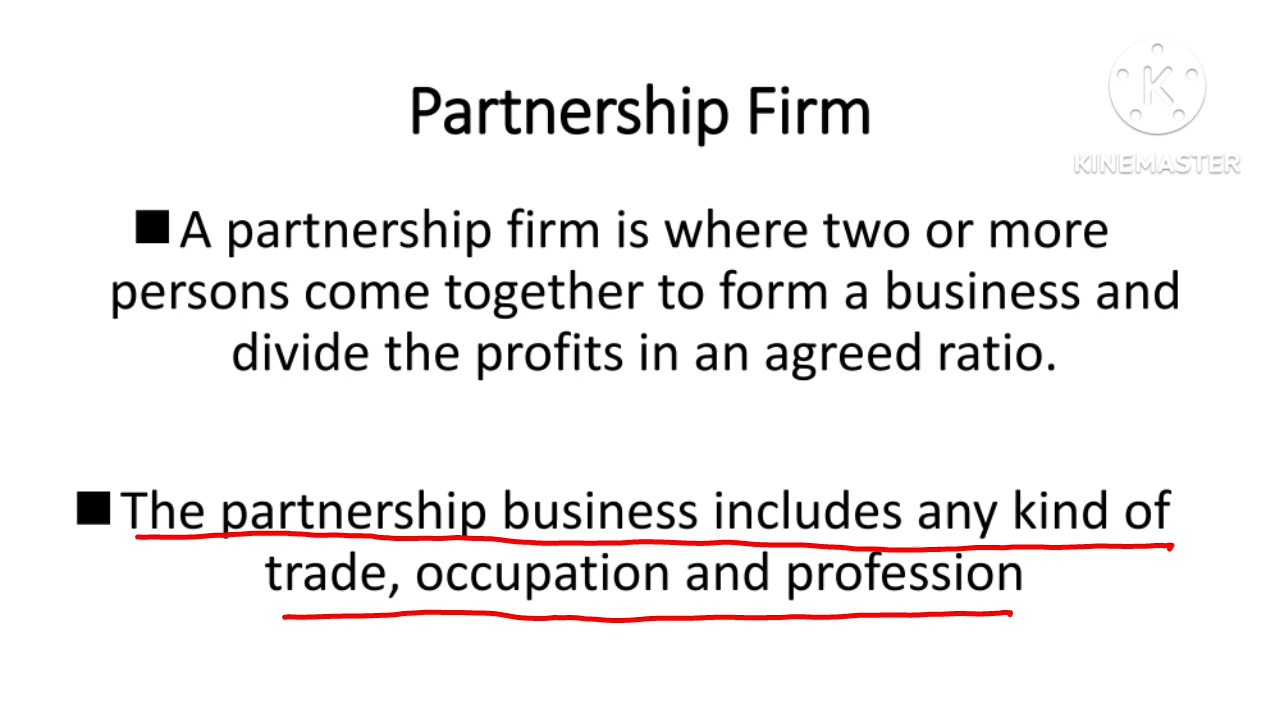 Partnership Firm
K
KINEMASTER
■ A partnership firm is where two or more
persons come together to form a business and
divide the profits in an agreed ratio.
■ The partnership business includes any kind of
trade, occupation and profession